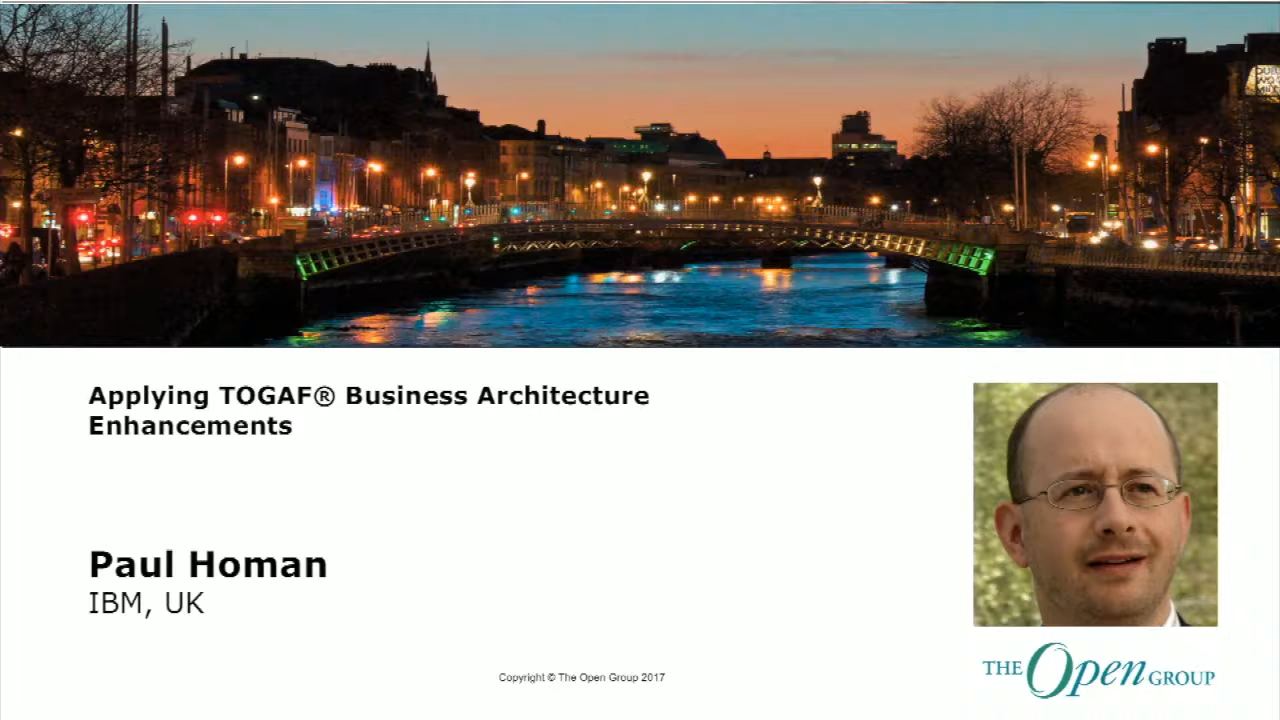 Applying TOGAF® Business Architecture
Enhancements
Paul Homan
IBM, UK
Copyright © The Open Group 2017
THE Open GROUP